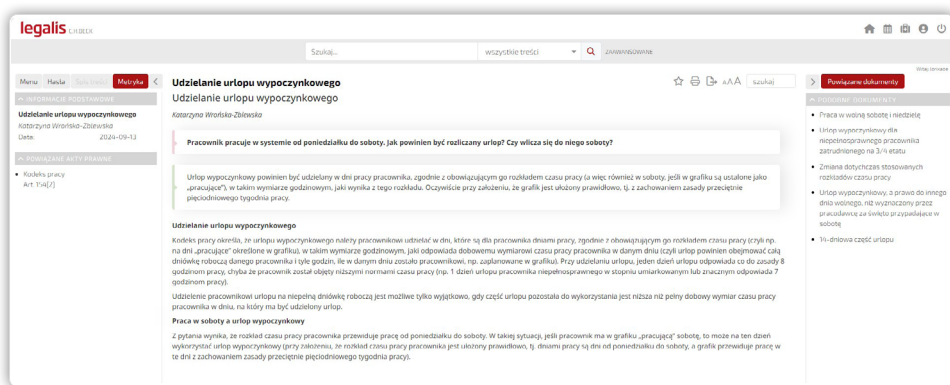 legalis C.H.BECK
Szukaj...
wszystkie treści
ZAAWANSOWANE
Menu Hasła Spis treści Metryka
INFORMACJE PODSTAWOWE
Udzielanie urlopu wypoczynkowego
Katarzyna Wrońska-Zblewska
Data: 2024-09-13
POWIĄZANE AKTY PRAWNE
Kodeks pracy
Udzielanie urlopu wypoczynkowego
AAA szukaj
Udzielanie urlopu wypoczynkowego
Katarzyna Wrońska-Zblewska
Pracownik pracuje w systemie od poniedziałku do soboty. Jak powinien być rozliczany urlop? Czy wlicza się do niego soboty?
Urlop wypoczynkowy powinien być udzielany w dni pracy pracownika, zgodnie z obowiązującym go rozkładem czasu pracy (a więc również w soboty, jeśli w grafiku są ustalone jako
„pracujące”), w takim wymiarze godzinowym, jaki wynika z tego rozkładu. Oczywiście przy założeniu, że grafik jest ułożony prawidłowo, tj. z zachowaniem zasady przeciętnie
pięciodniowego tygodnia pracy.
Udzielanie urlopu wypoczynkowego
Kodeks pracy określa, że urlopu wypoczynkowego należy pracownikowi udzielać w dni, które są dla pracownika dniami pracy, zgodnie z obowiązującym go rozkładem czasu pracy (czyli np.
na dni „pracujące” określone w grafiku), w takim wymiarze godzinowym, jaki odpowiada dobowemu wymiarowi czasu pracy pracownika w danym dniu (czyli urlop powinien obejmować całą
dniówkę roboczą danego pracownika i tyle godzin, ile w danym dniu zostało pracownikowi, np. zaplanowane w grafiku). Przy udzielaniu urlopu, jeden dzień urlopu odpowiada co do zasady 8
godzinom pracy, chyba że pracownik został objęty niższymi normami czasu pracy (np. 1 dzień urlopu pracownika niepełnosprawnego w stopniu umiarkowanym lub znacznym odpowiada 7
godzinom pracy).
Udzielenie pracownikowi urlopu na niepełną dniówkę roboczą jest możliwe tylko wyjątkowo, gdy część urlopu pozostała do wykorzystania jest niższa niż pełny dobowy wymiar czasu pracy
pracownika w dniu, na który ma być udzielony urlop.
Praca w soboty a urlop wypoczynkowy
Z pytania wynika, że rozkład czasu pracy pracownika przewiduje pracę od poniedziałku do soboty. W takiej sytuacji, jeśli pracownik ma w grafiku „pracującą” sobotę, to może na ten dzień
wykorzystać urlop wypoczynkowy (przy założeniu, że rozkład czasu pracy pracownika jest ułożony prawidłowo, tj. dniami pracy są dni od poniedziałku do soboty, a grafik przewiduje pracę w
te dni z zachowaniem zasady przeciętnie pięciodniowego tygodnia pracy).
Powiązane dokumenty
PODOBNE DOKUMENTY
Praca w wolną sobotę i niedzielę
Urlop wypoczynkowy dla
niepełnosprawnego pracownika
zatrudnionego na 3/4 etatu
Zmiana dotychczas stosowanych
rozkładów czasu pracy
Urlop wypoczynkowy, a prawo do innego
dnia wolnego, niż wyznaczony przez
pracodawcę za święto przypadające w
sobotę
14-dniowa część urlopu